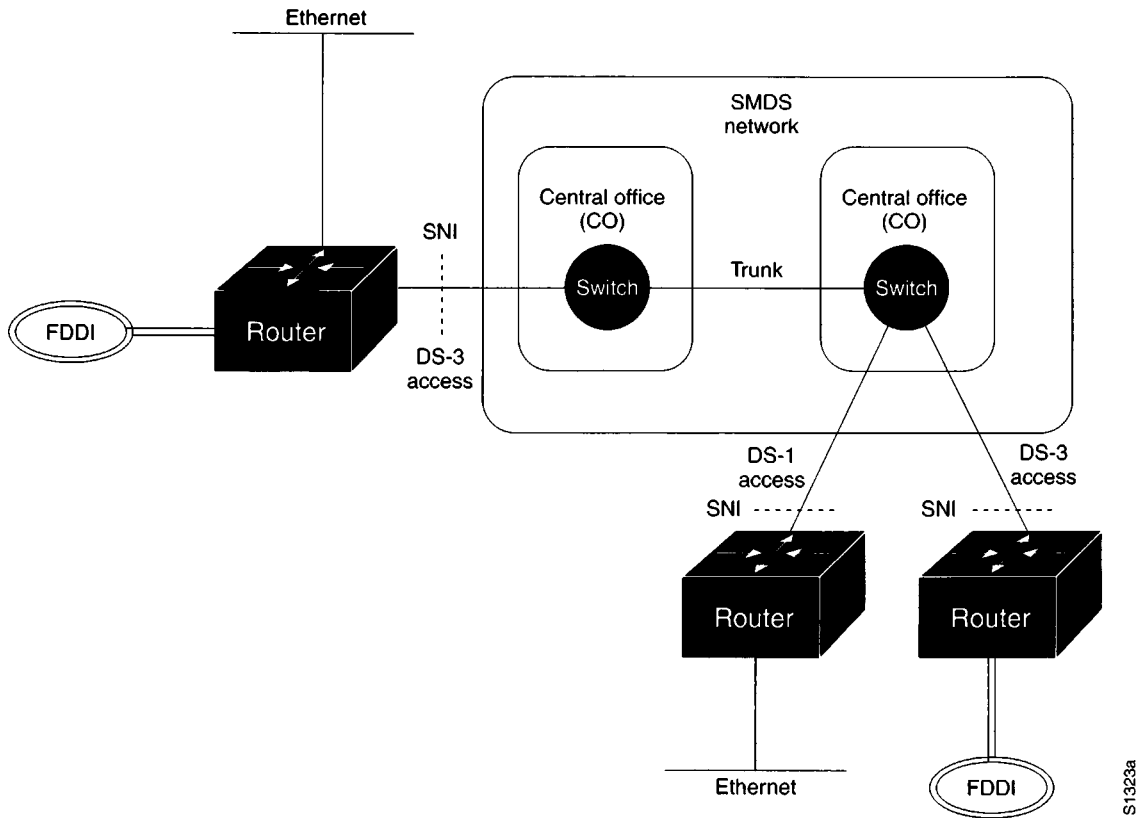 Ethernet
SMDS
network
Central office
(CO)
Central office
(CO)
SNI
Trunk
Switch
Switch
FDDI
Router
DS-3
access
DS-1
access
DS-3
access
SNI
SNI
Router
Router
Ethernet
FDDI
S1323a